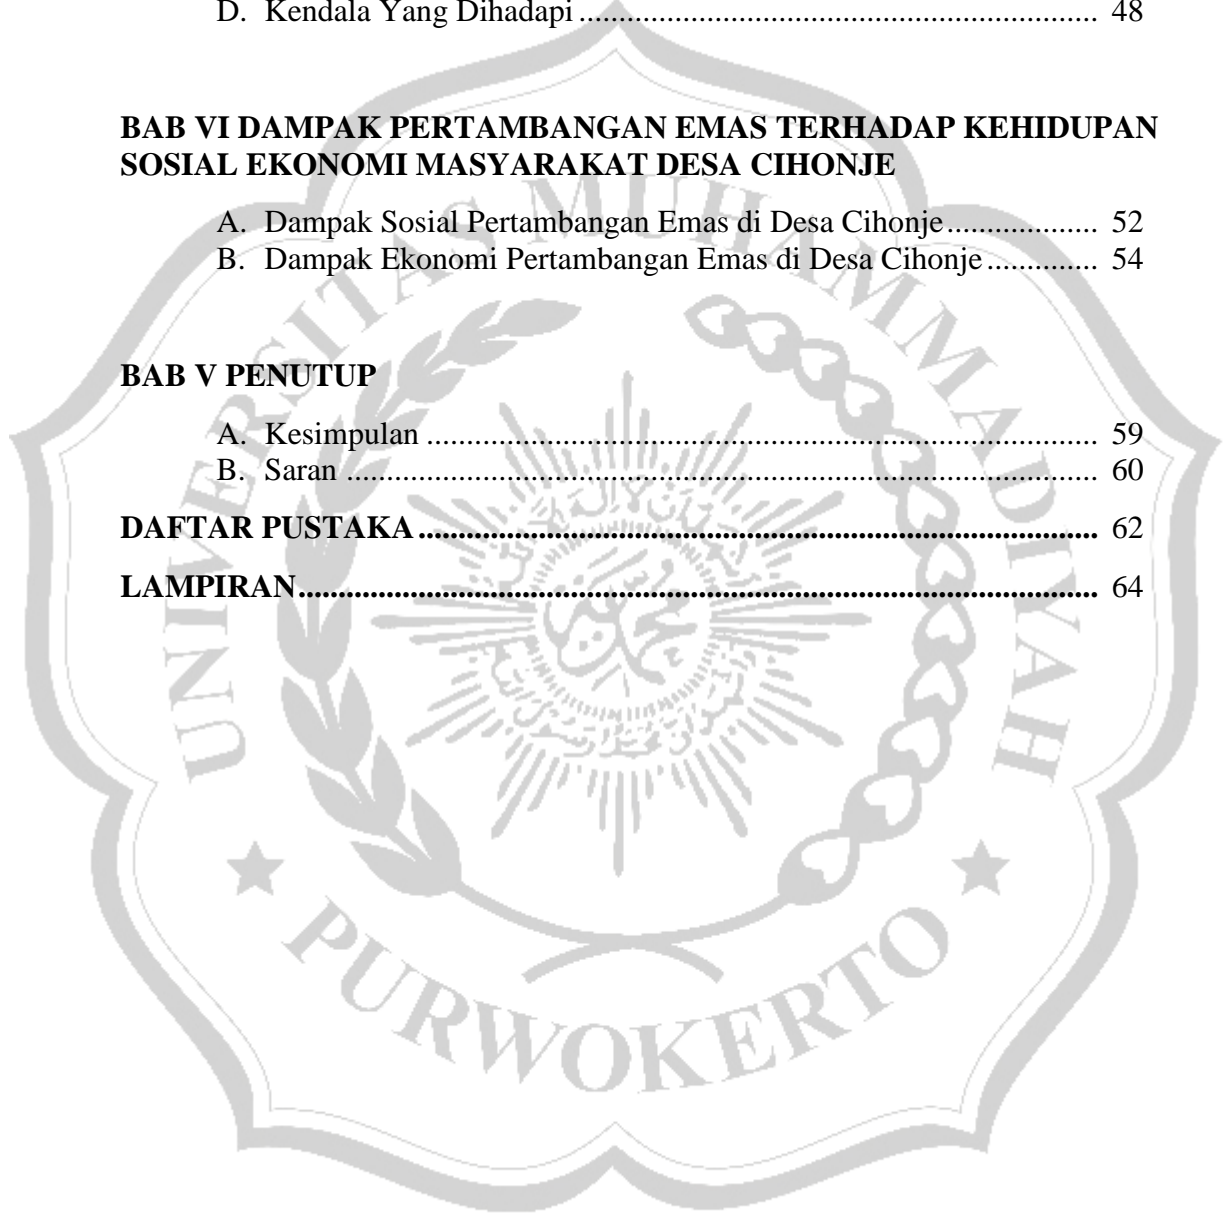 D. Kendala Yang Dihadapi ................................................................. 48
BAB VI DAMPAK PERTAMBANGAN EMAS TERHADAP KEHIDUPAN
SOSIAL EKONOMI MASYARAKAT DESA CIHONJE
A. Dampak Sosial Pertambangan Emas di Desa Cihonje................... 52
B. Dampak Ekonomi Pertambangan Emas di Desa Cihonje.............. 54
BAB V PENUTUP
A. Kesimpulan .................................................................................... 59
B. Saran .............................................................................................. 60
DAFTAR PUSTAKA..................................................................................... 62
LAMPIRAN.................................................................................................... 64
UNIVERSITAS MUHAMMADIYAH
PURWOKERTO